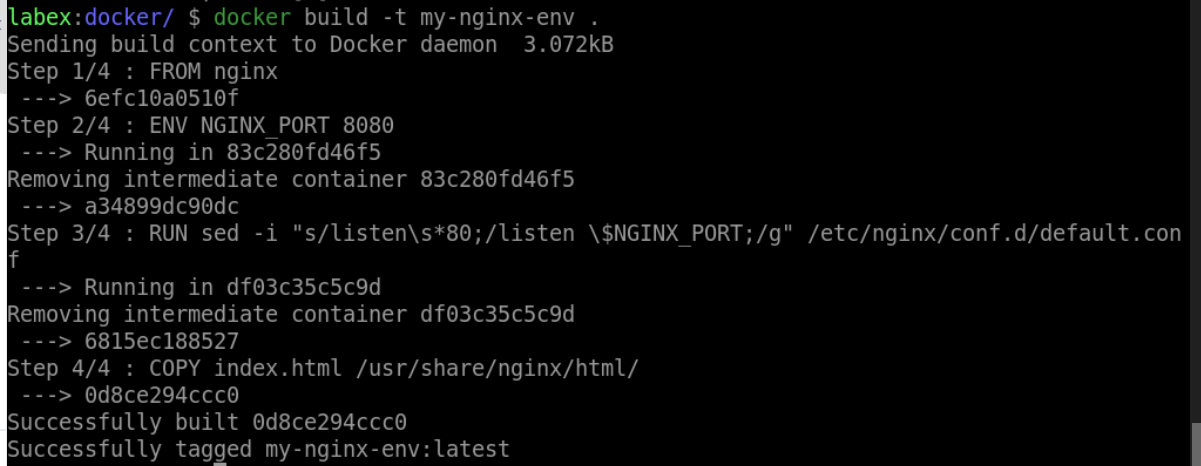 labex:docker/ $ docker build -t my-nginx-env .
Sending build context to Docker daemon  3.072kB
Step 1/4 : FROM nginx
 ---> 6efc10a0510f
Step 2/4 : ENV NGINX_PORT 8080
 ---> Running in 83c280fd46f5
Removing intermediate container 83c280fd46f5
 ---> a34899dc90dc
Step 3/4 : RUN sed -i "s/listen\s*80;/listen \$NGINX_PORT;/g" /etc/nginx/conf.d/default.con
f
 ---> Running in df03c35c5c9d
Removing intermediate container df03c35c5c9d
 ---> 6815ec188527
Step 4/4 : COPY index.html /usr/share/nginx/html/
 ---> 0d8ce294ccc0
Successfully built 0d8ce294ccc0
Successfully tagged my-nginx-env:latest